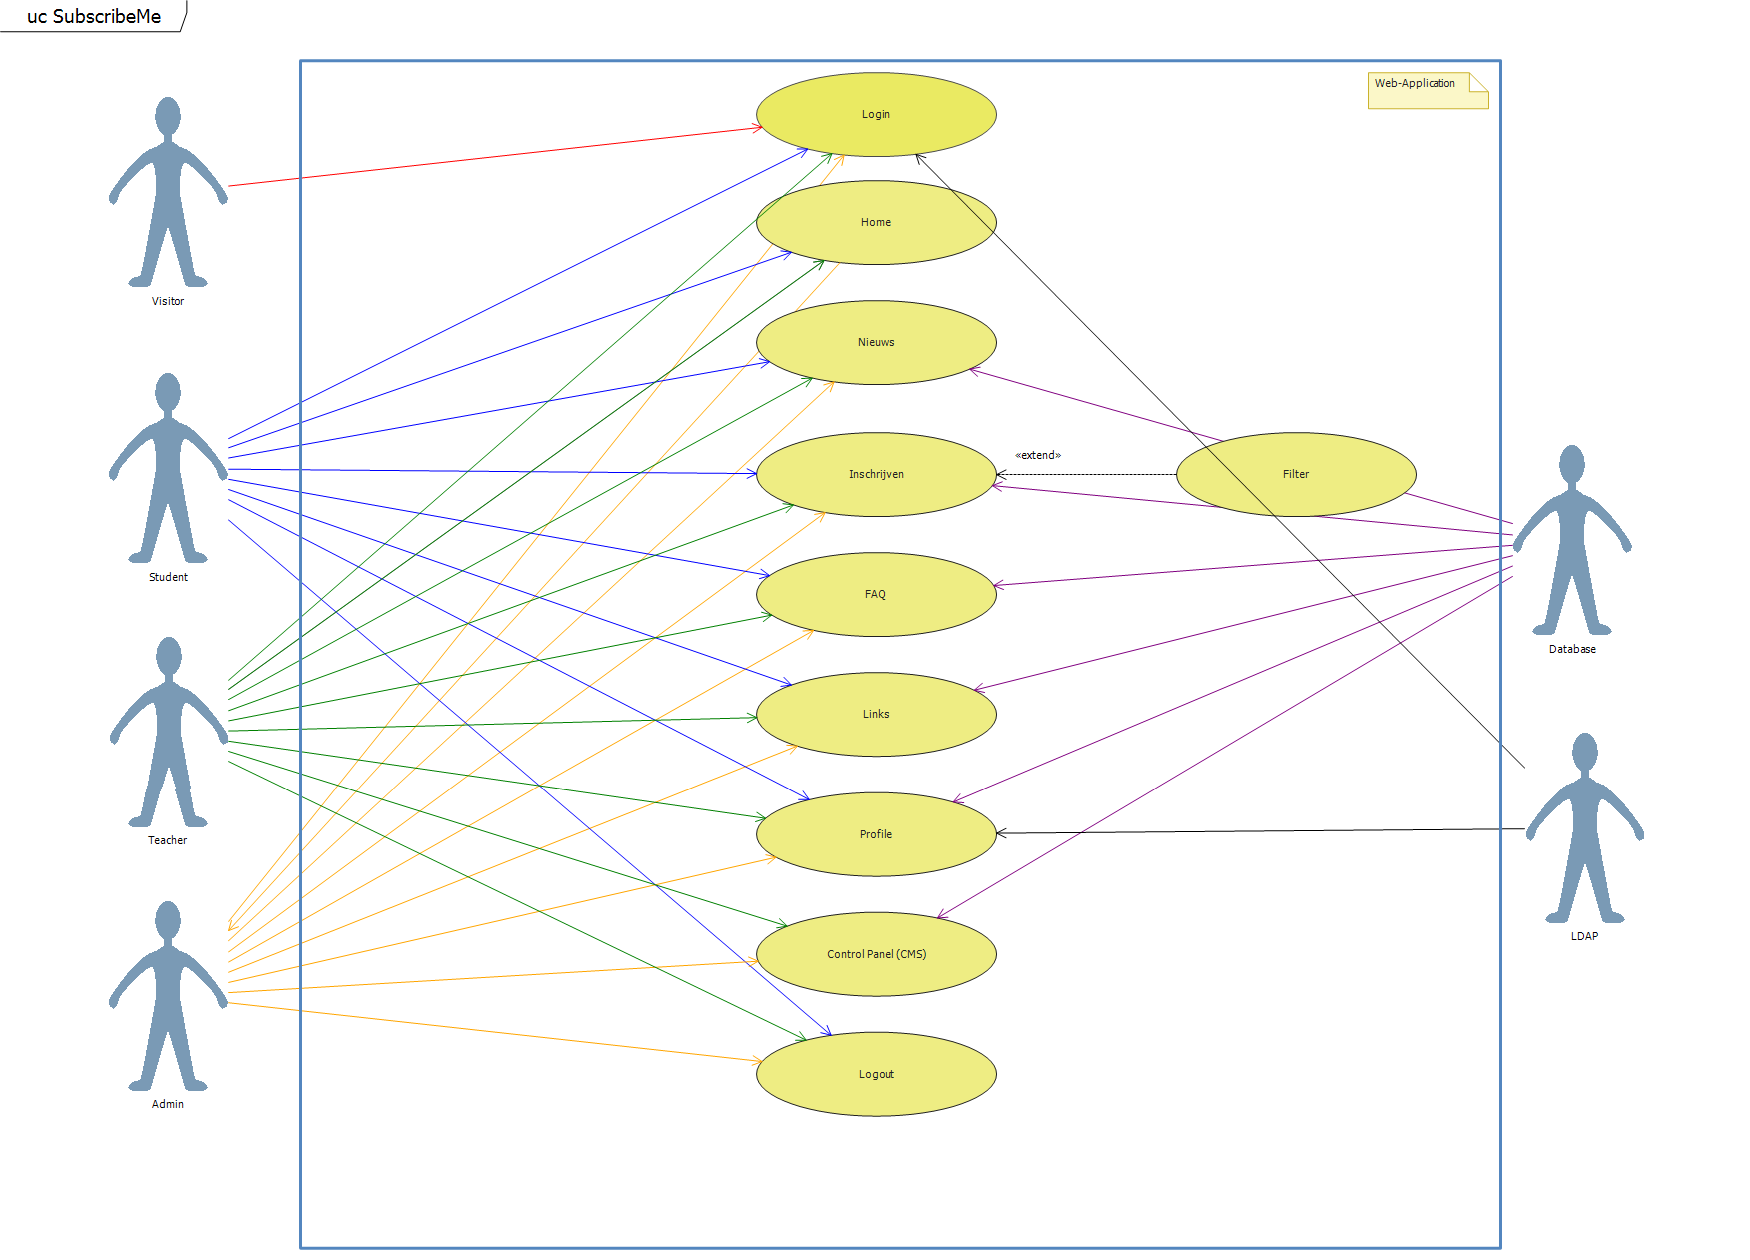 uc SubscribeMe
Web-Application
Login
Visitor
Home
Nieuws
Student
Inschrijven
«extend»
Filter
Database
FAQ
Links
Teacher
Profile
LDAP
Control Panel (CMS)
Admin
Logout